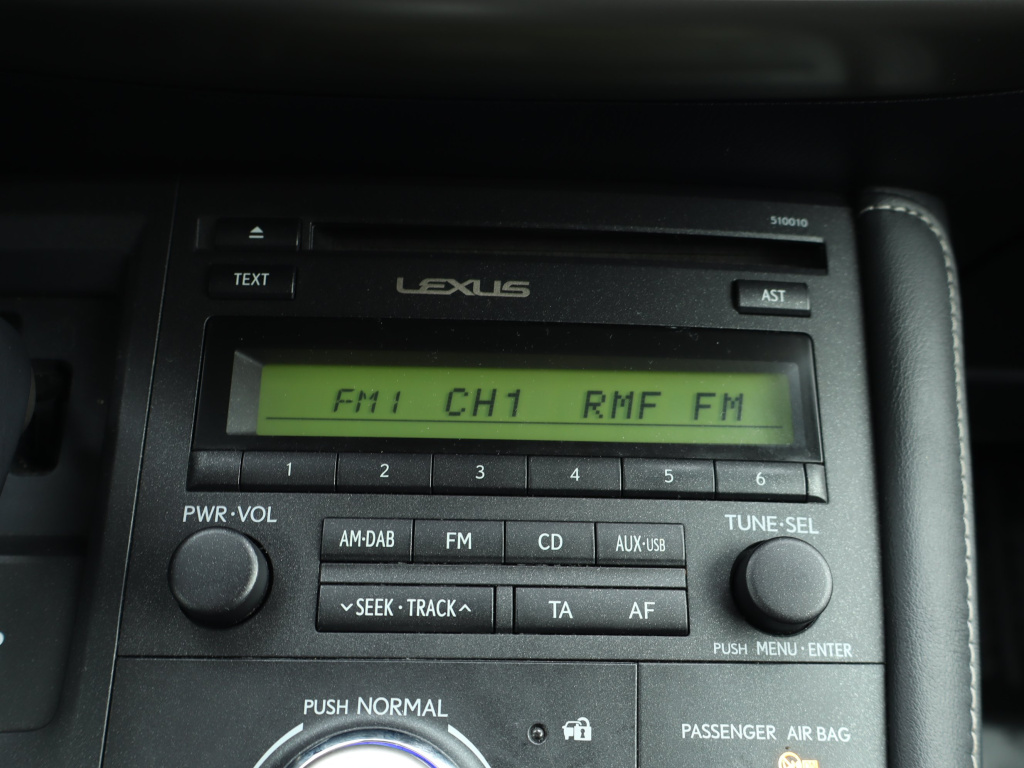 510010
TEXT
LEXUS
AST
FM1 CH1 RMF FM
1 2 3 4 5 6
PWR·VOL
TUNE·SEL
AM·DAB FM CD AUX·USB
SEEK·TRACK TA AF
PUSH MENU·ENTER
PUSH NORMAL
PASSENGER AIR BAG